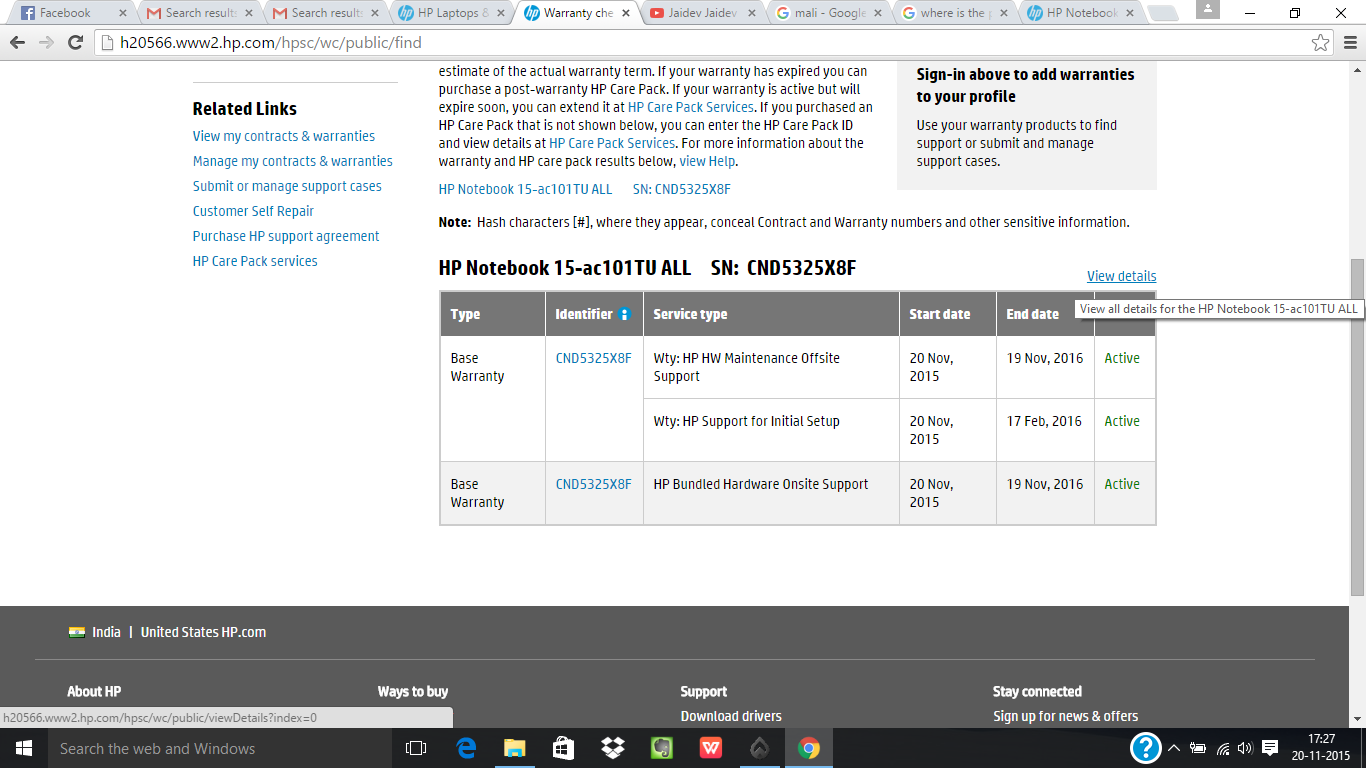 Facebook
Search results
Search results
HP Laptops &
Warranty che
Jaidev Jaidev
mali - Google
where is the
HP Notebook
h20566.www2.hp.com/hpsc/wc/public/find
Related Links
View my contracts & warranties
Manage my contracts & warranties
Submit or manage support cases
Customer Self Repair
Purchase HP support agreement
HP Care Pack services
estimate of the actual warranty term. If your warranty has expired you can
purchase a post-warranty HP Care Pack. If your warranty is active but will
expire soon, you can extend it at HP Care Pack Services. If you purchased an
HP Care Pack that is not shown below, you can enter the HP Care Pack ID
and view details at HP Care Pack Services. For more information about the
warranty and HP care pack results below, view Help.
Sign-in above to add warranties
to your profile
Use your warranty products to find
support or submit and manage
support cases.
HP Notebook 15-ac101TU ALL SN: CND5325X8F
Note: Hash characters [#], where they appear, conceal Contract and Warranty numbers and other sensitive information.
HP Notebook 15-ac101TU ALL SN: CND5325X8F
View details
View all details for the HP Notebook 15-ac101TU ALL
Type Identifier Service type Start date End date
Base
Warranty
CND5325X8F
Wty: HP HW Maintenance Offsite
Support
20 Nov,
2015
19 Nov, 2016
Active
Wty: HP Support for Initial Setup
20 Nov,
2015
17 Feb, 2016
Active
Base
Warranty
CND5325X8F
HP Bundled Hardware Onsite Support
20 Nov,
2015
19 Nov, 2016
Active
India | United States HP.com
About HP
Ways to buy
Support
Download drivers
Stay connected
Sign up for news & offers
h20566.www2.hp.com/hpsc/wc/public/viewDetails?index=0
Search the web and Windows
17:27
20-11-2015